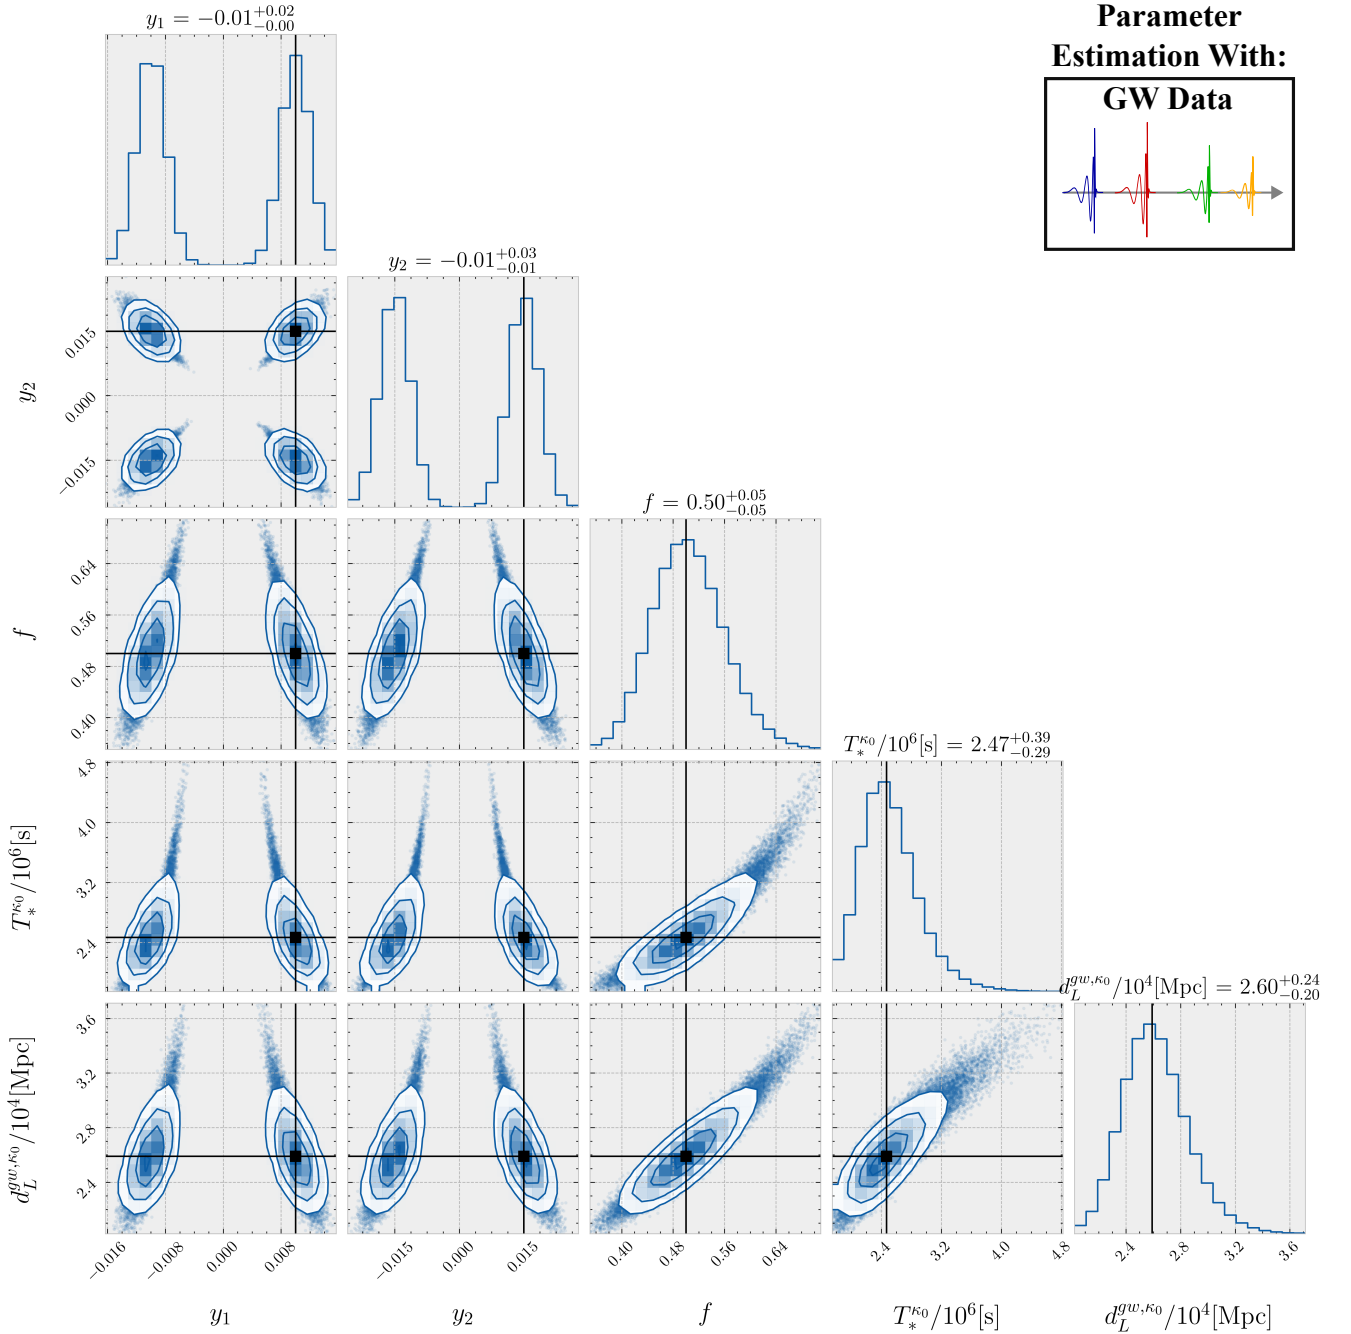 Parameter
Estimation With:
GW Data
y₁ = −0.01^{+0.02}_{−0.00}
y₂ = −0.01^{+0.03}_{−0.01}
f = 0.50^{+0.05}_{−0.05}
T_*^{κ₀}/10⁶[s] = 2.47^{+0.39}_{−0.29}
d_L^{gw,κ₀}/10⁴[Mpc] = 2.60^{+0.24}_{−0.20}
y₂
0.015
0.000
−0.015
f
0.64
0.56
0.48
0.40
T_*^{κ₀}/10⁶[s]
4.8
4.0
3.2
2.4
d_L^{gw,κ₀}/10⁴[Mpc]
3.6
3.2
2.8
2.4
−0.016 −0.008 0.000 0.008
−0.015 0.000 0.015
0.40 0.48 0.56 0.64
2.4 3.2 4.0 4.8
2.4 2.8 3.2 3.6
y₁
y₂
f
T_*^{κ₀}/10⁶[s]
d_L^{gw,κ₀}/10⁴[Mpc]